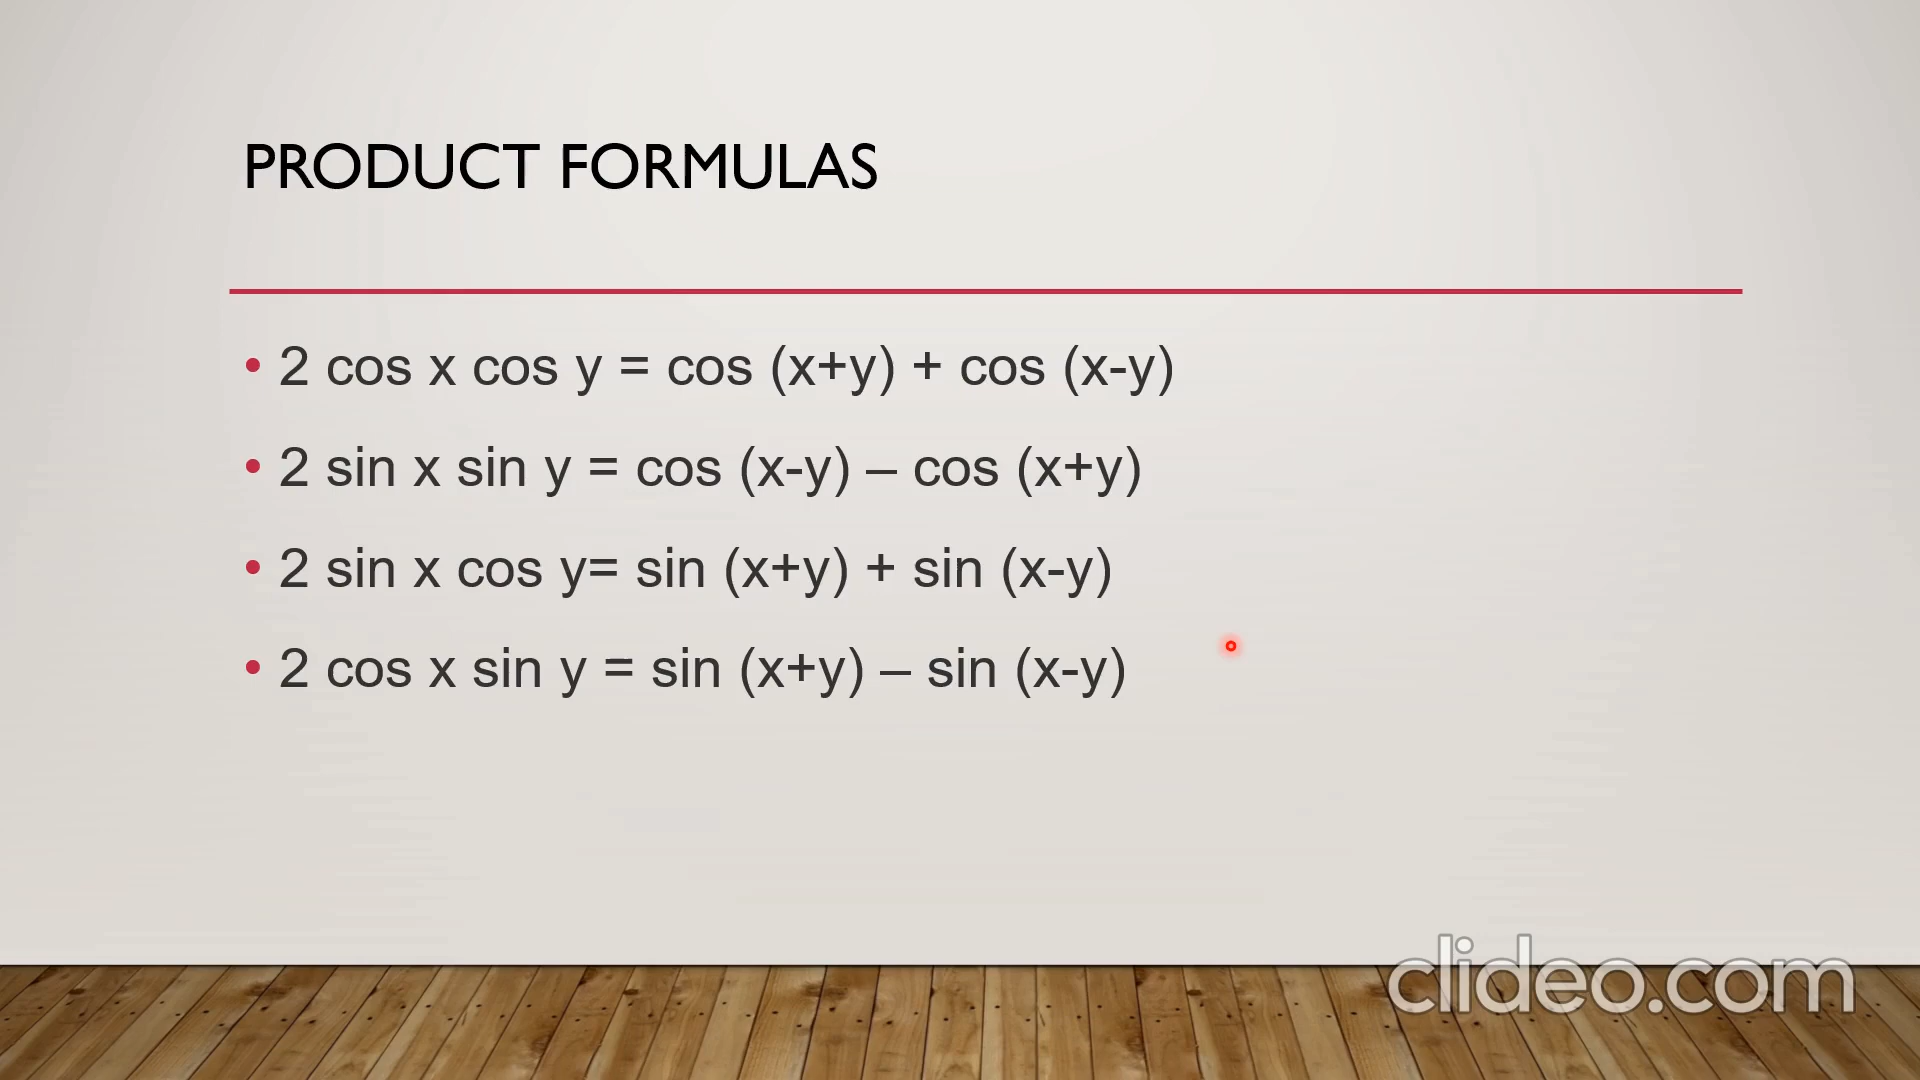 PRODUCT FORMULAS
• 2 cos x cos y = cos (x+y) + cos (x-y)
• 2 sin x sin y = cos (x-y) – cos (x+y)
• 2 sin x cos y= sin (x+y) + sin (x-y)
• 2 cos x sin y = sin (x+y) – sin (x-y)
clideo.com